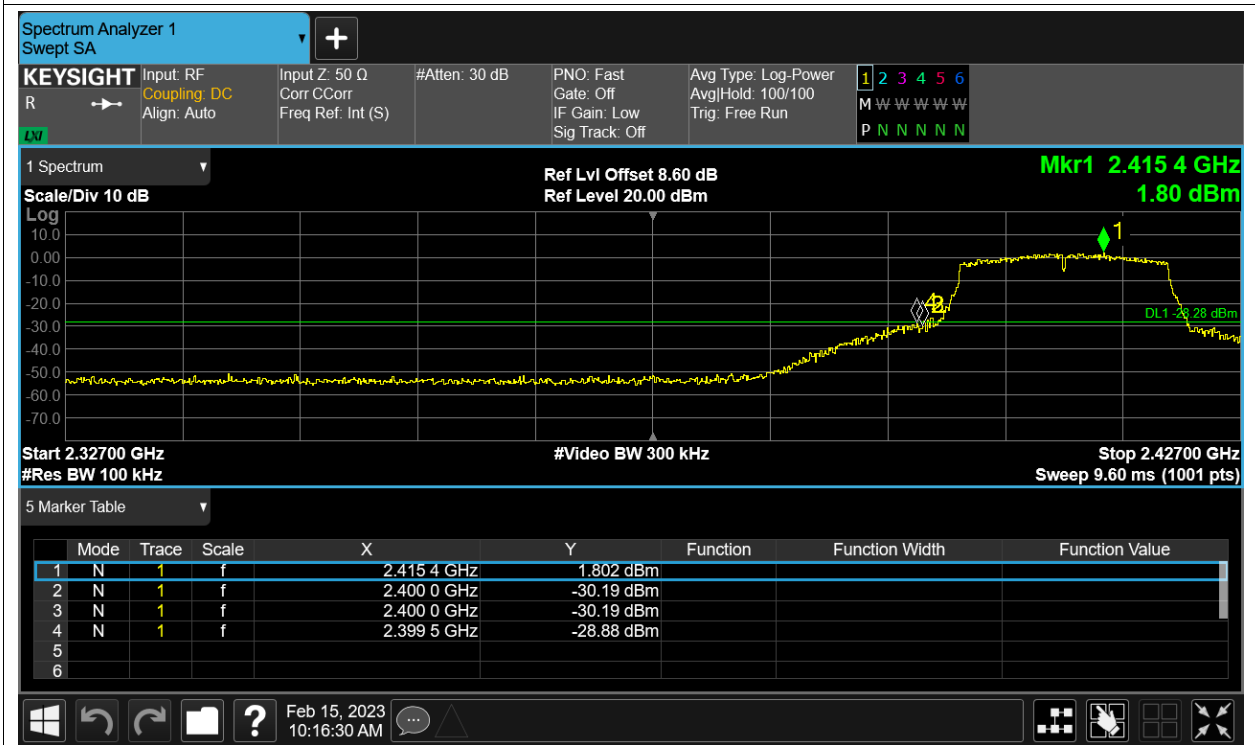 Spectrum Analyzer 1
Swept SA
KEYSIGHT
R
LXI
Input: RF
Coupling: DC
Align: Auto
Input Z: 50 Ω
Corr CCorr
Freq Ref: Int (S)
#Atten: 30 dB
PNO: Fast
Gate: Off
IF Gain: Low
Sig Track: Off
Avg Type: Log-Power
Avg|Hold: 100/100
Trig: Free Run
1 2 3 4 5 6
M W W W W W
P N N N N N
1 Spectrum
Scale/Div 10 dB
Ref Lvl Offset 8.60 dB
Ref Level 20.00 dBm
Mkr1 2.415 4 GHz
1.80 dBm
Log
10.0
0.00
-10.0
-20.0
-30.0
-40.0
-50.0
-60.0
-70.0
1
DL1 -28.28 dBm
Start 2.32700 GHz
#Res BW 100 kHz
#Video BW 300 kHz
Stop 2.42700 GHz
Sweep 9.60 ms (1001 pts)
5 Marker Table
Mode Trace Scale X Y Function Function Width Function Value
1 N 1 f 2.415 4 GHz 1.802 dBm
2 N 1 f 2.400 0 GHz -30.19 dBm
3 N 1 f 2.400 0 GHz -30.19 dBm
4 N 1 f 2.399 5 GHz -28.88 dBm
5
6
?
Feb 15, 2023
10:16:30 AM